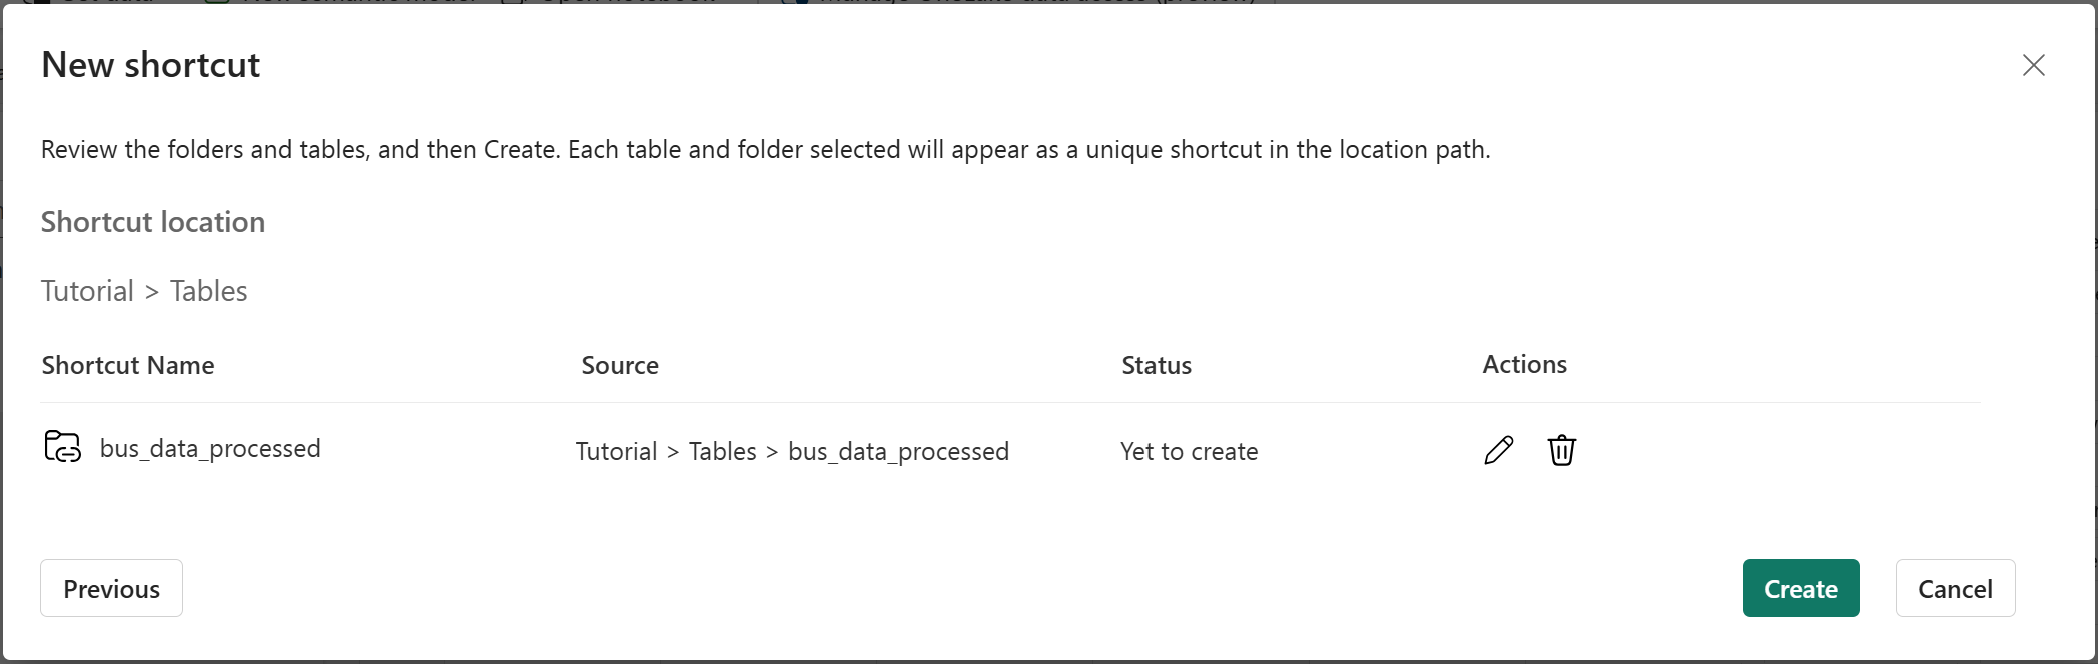 New shortcut
Review the folders and tables, and then Create. Each table and folder selected will appear as a unique shortcut in the location path.
Shortcut location
Tutorial > Tables
Shortcut Name Source Status Actions
bus_data_processed Tutorial > Tables > bus_data_processed Yet to create
Previous Create Cancel